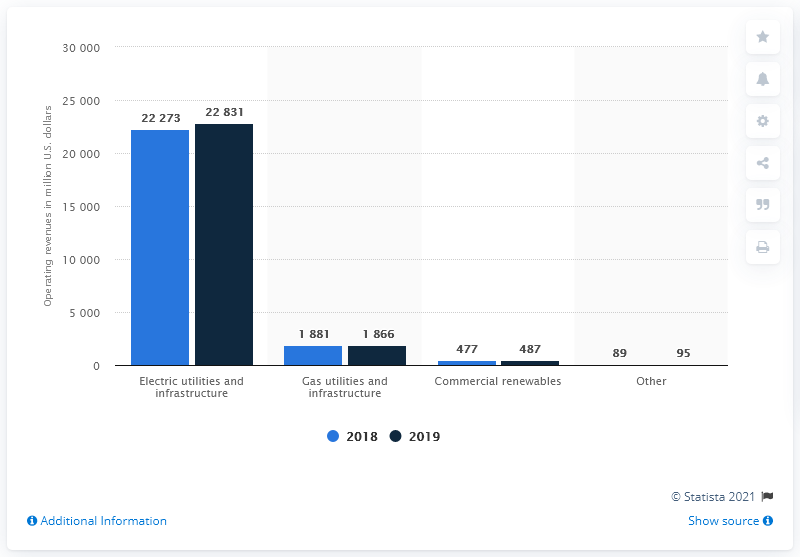 Operating revenues in million U.S. dollars
30 000
25 000
20 000
15 000
10 000
5 000
0
22 273
22 831
1 881
1 866
477
487
89
95
Electric utilities and
infrastructure
Gas utilities and
infrastructure
Commercial renewables
Other
2018
2019
© Statista 2021
Additional Information
Show source